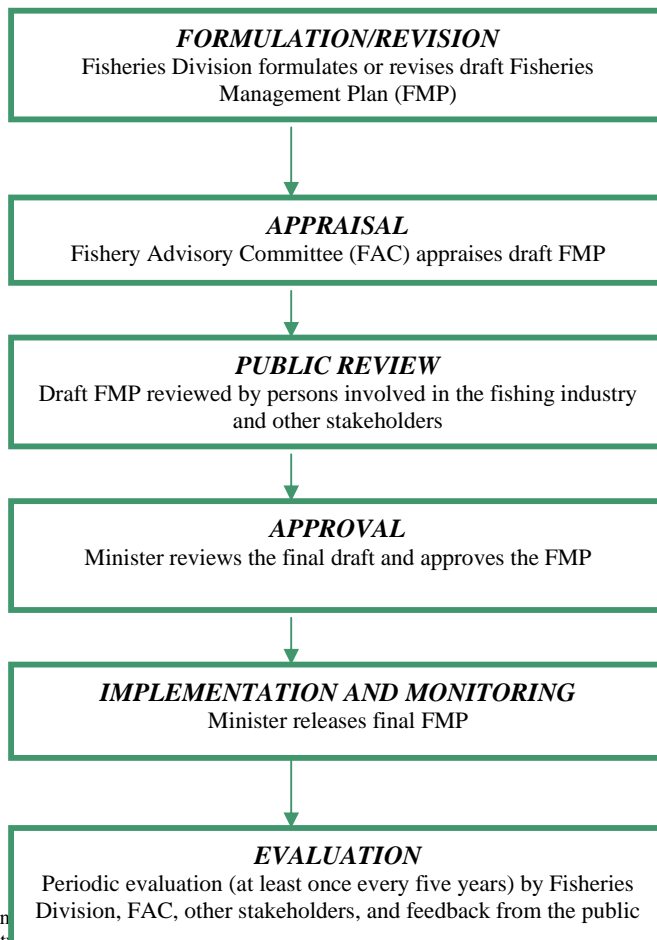 FORMULATION/REVISION
Fisheries Division formulates or revises draft Fisheries
Management Plan (FMP)
APPRAISAL
Fishery Advisory Committee (FAC) appraises draft FMP
PUBLIC REVIEW
Draft FMP reviewed by persons involved in the fishing industry
and other stakeholders
APPROVAL
Minister reviews the final draft and approves the FMP
IMPLEMENTATION AND MONITORING
Minister releases final FMP
EVALUATION
Periodic evaluation (at least once every five years) by Fisheries
Division, FAC, other stakeholders, and feedback from the public